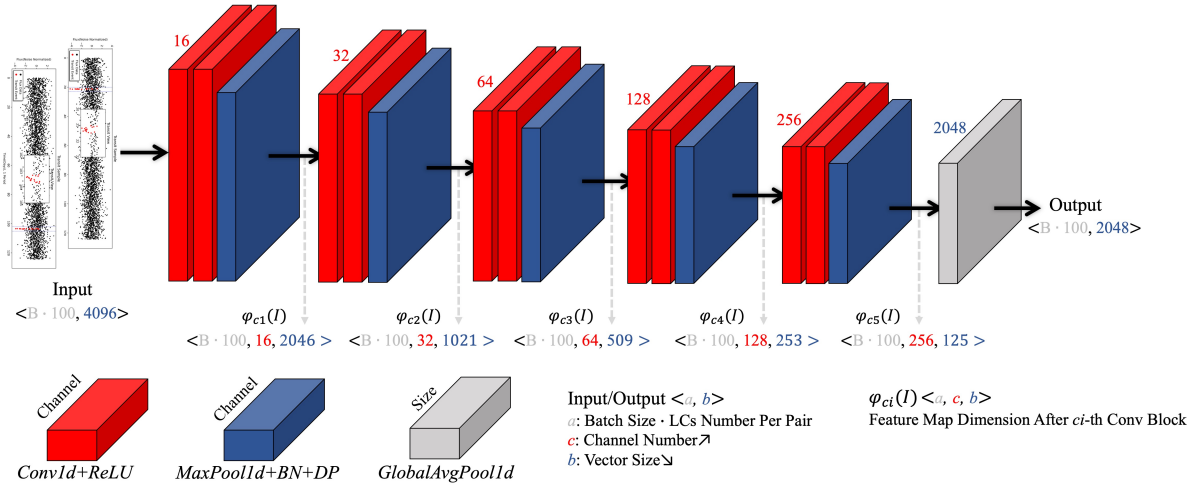 16
32
64
128
256
2048
Input
<B · 100, 4096>
Output
<B · 100, 2048>
φc1(I)
<B · 100, 16, 2046 >
φc2(I)
<B · 100, 32, 1021 >
φc3(I)
<B · 100, 64, 509 >
φc4(I)
<B · 100, 128, 253 >
φc5(I)
<B · 100, 256, 125 >
Channel
Conv1d+ReLU
Channel
MaxPool1d+BN+DP
Size
GlobalAvgPool1d
Input/Output <a, b>
a: Batch Size · LCs Number Per Pair
c: Channel Number↗
b: Vector Size↘
φci(I) <a, c, b>
Feature Map Dimension After ci-th Conv Block